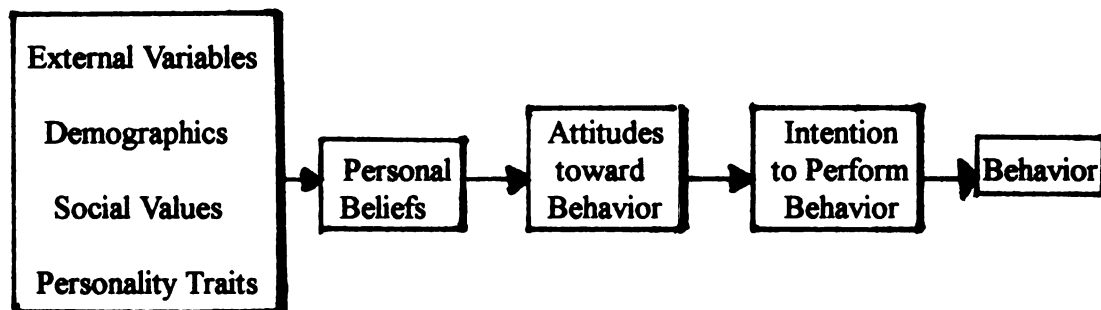 External Variables
Demographics
Social Values
Personality Traits
Personal
Beliefs
Attitudes
toward
Behavior
Intention
to Perform
Behavior
Behavior